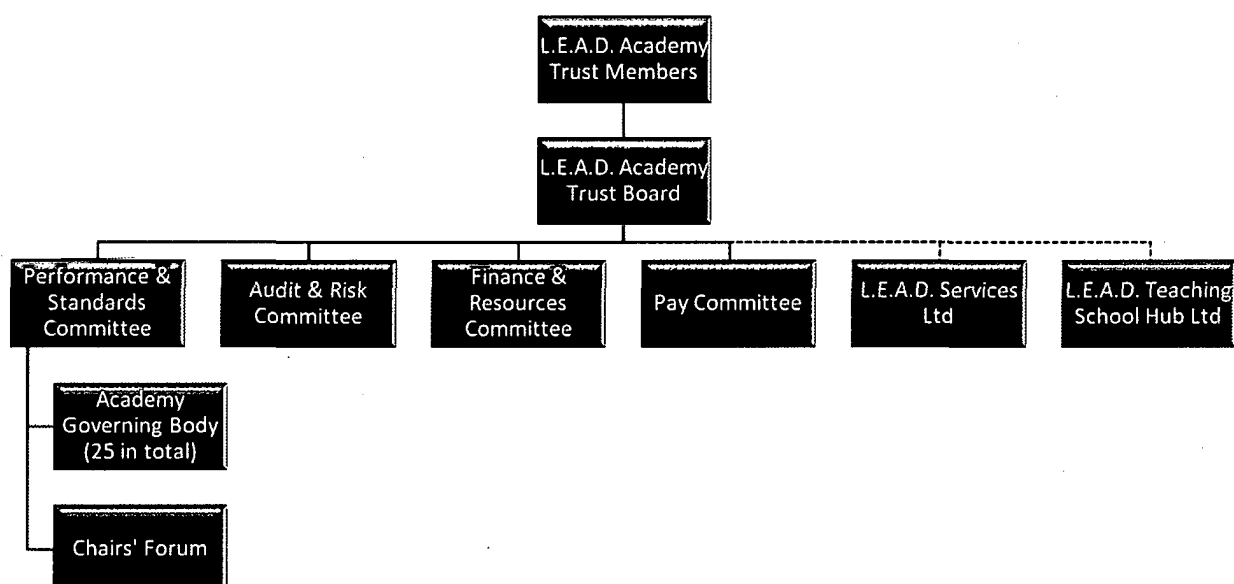 L.E.A.D. Academy
Trust Members
L.E.A.D. Academy
Trust Board
Performance &
Standards
Committee
Audit & Risk
Committee
Finance &
Resources
Committee
Pay Committee
L.E.A.D. Services
Ltd
L.E.A.D. Teaching
School Hub Ltd
Academy
Governing Body
(25 in total)
Chairs' Forum